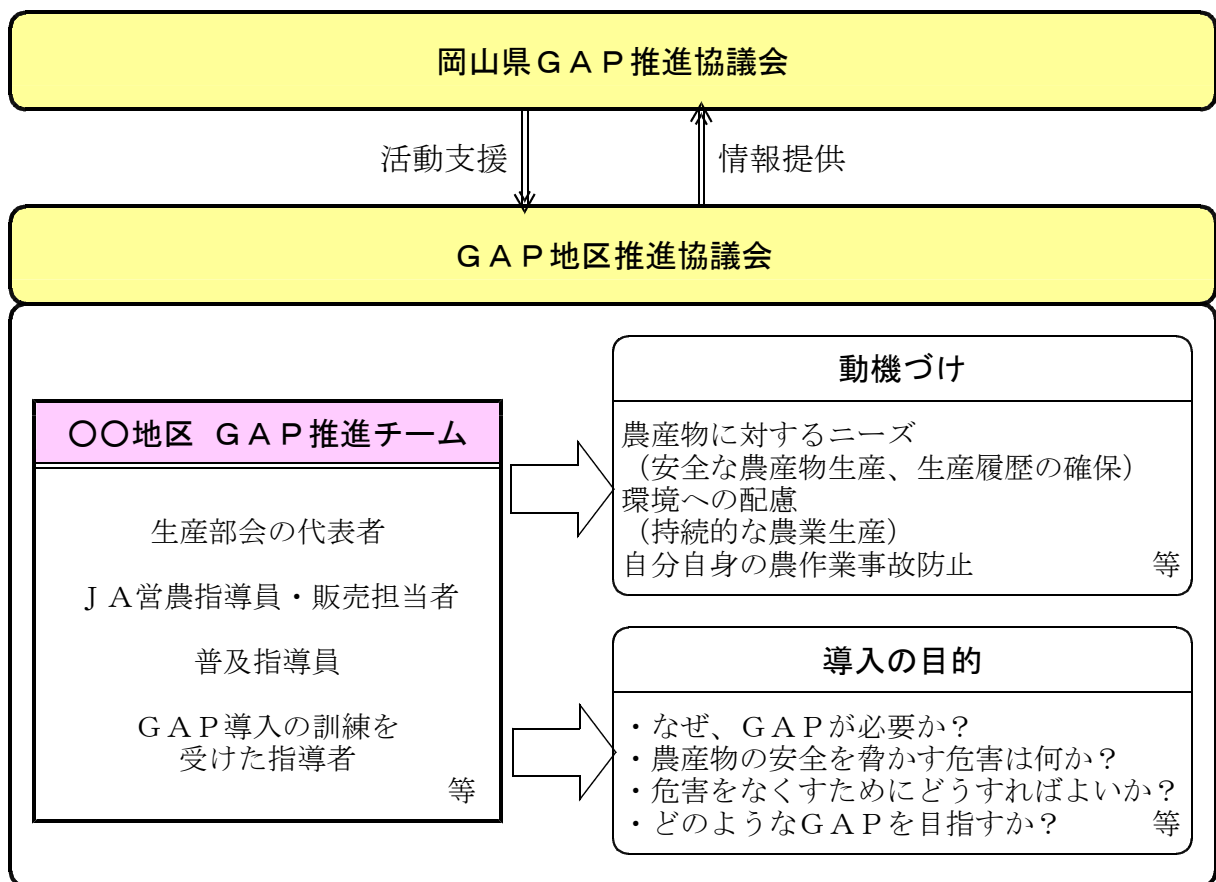 岡山県ＧＡＰ推進協議会
活動支援
情報提供
ＧＡＰ地区推進協議会
〇〇地区 ＧＡＰ推進チーム
生産部会の代表者
ＪＡ営農指導員・販売担当者
普及指導員
ＧＡＰ導入の訓練を
受けた指導者
等
動機づけ
農産物に対するニーズ
（安全な農産物生産、生産履歴の確保）
環境への配慮
（持続的な農業生産）
自分自身の農作業事故防止 等
導入の目的
・なぜ、ＧＡＰが必要か？
・農産物の安全を脅かす危害は何か？
・危害をなくすためにどうすればよいか？
・どのようなＧＡＰを目指すか？ 等